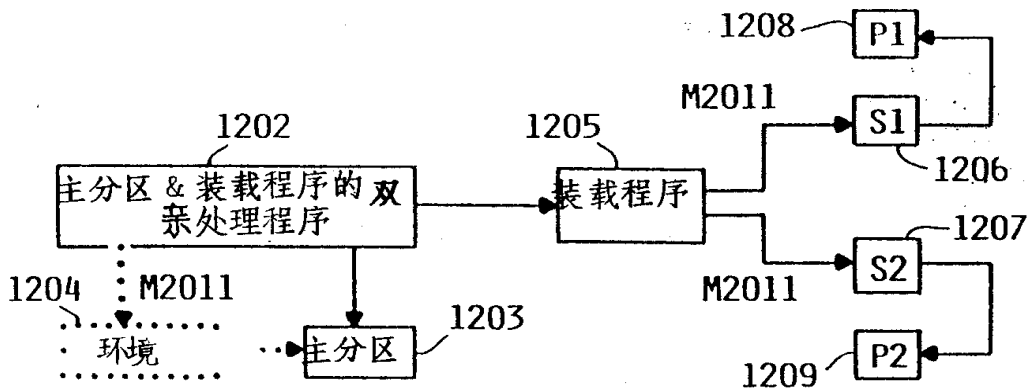 1208
P1
M2011
1202
1205
S1
1206
主分区 & 装载程序的双
亲处理程序
装载程序
1207
S2
M2011
1204
M2011
1203
环境
主分区
P2
1209